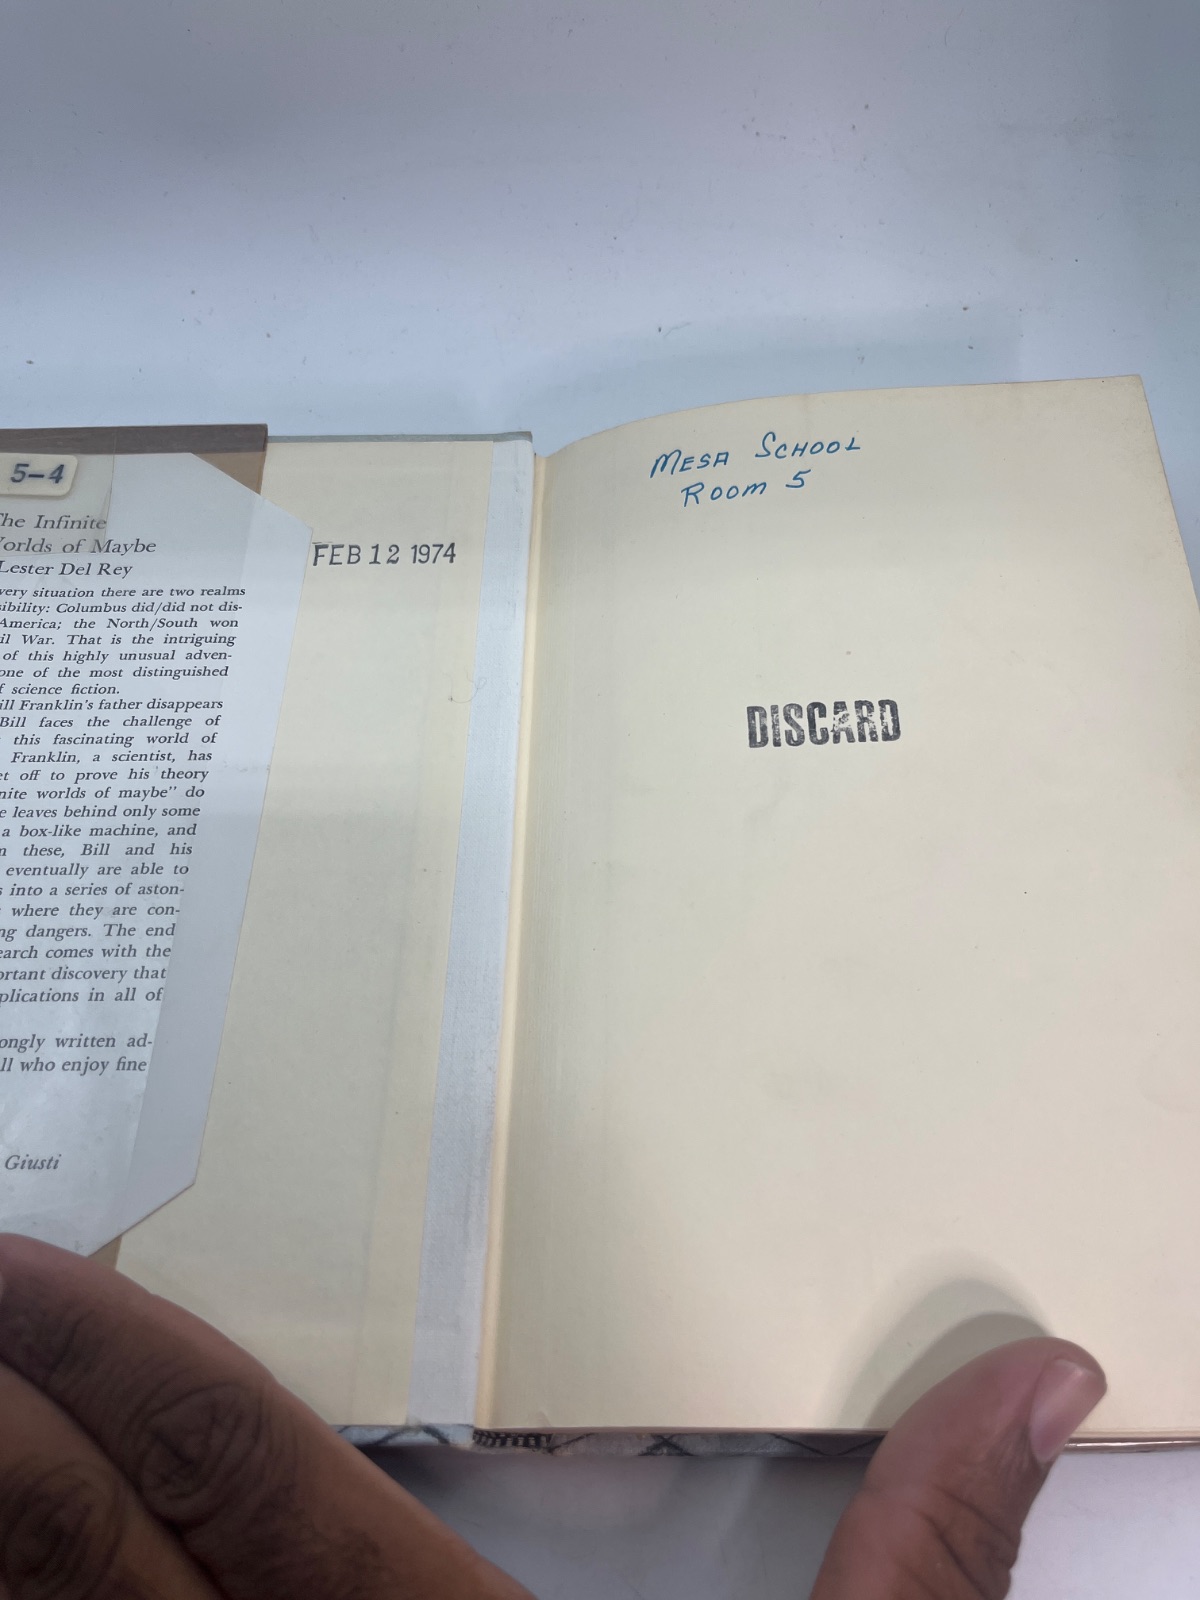 5-4
The Infinite
Worlds of Maybe
Lester Del Rey
very situation there are two realms
sibility: Columbus did/did not dis-
America; the North/South won
il War. That is the intriguing
of this highly unusual adven-
one of the most distinguished
f science fiction.
ill Franklin's father disappears
Bill faces the challenge of
this fascinating world of
Franklin, a scientist, has
et off to prove his theory
nite worlds of maybe" do
e leaves behind only some
a box-like machine, and
n these, Bill and his
eventually are able to
s into a series of aston-
where they are con-
ng dangers. The end
earch comes with the
ortant discovery that
plications in all of
ongly written ad-
ll who enjoy fine
Giusti
FEB 12 1974
MESA SCHOOL
ROOM 5
DISCARD